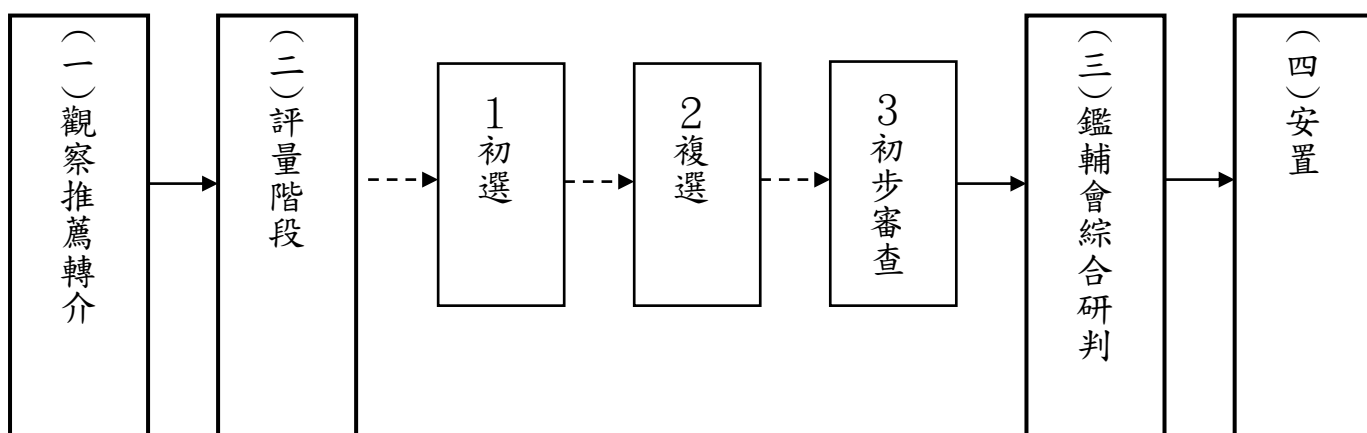 (一)觀察推薦轉介
(二)評量階段
1初選
2複選
3初步審查
(三)鑑輔會綜合研判
(四)安置